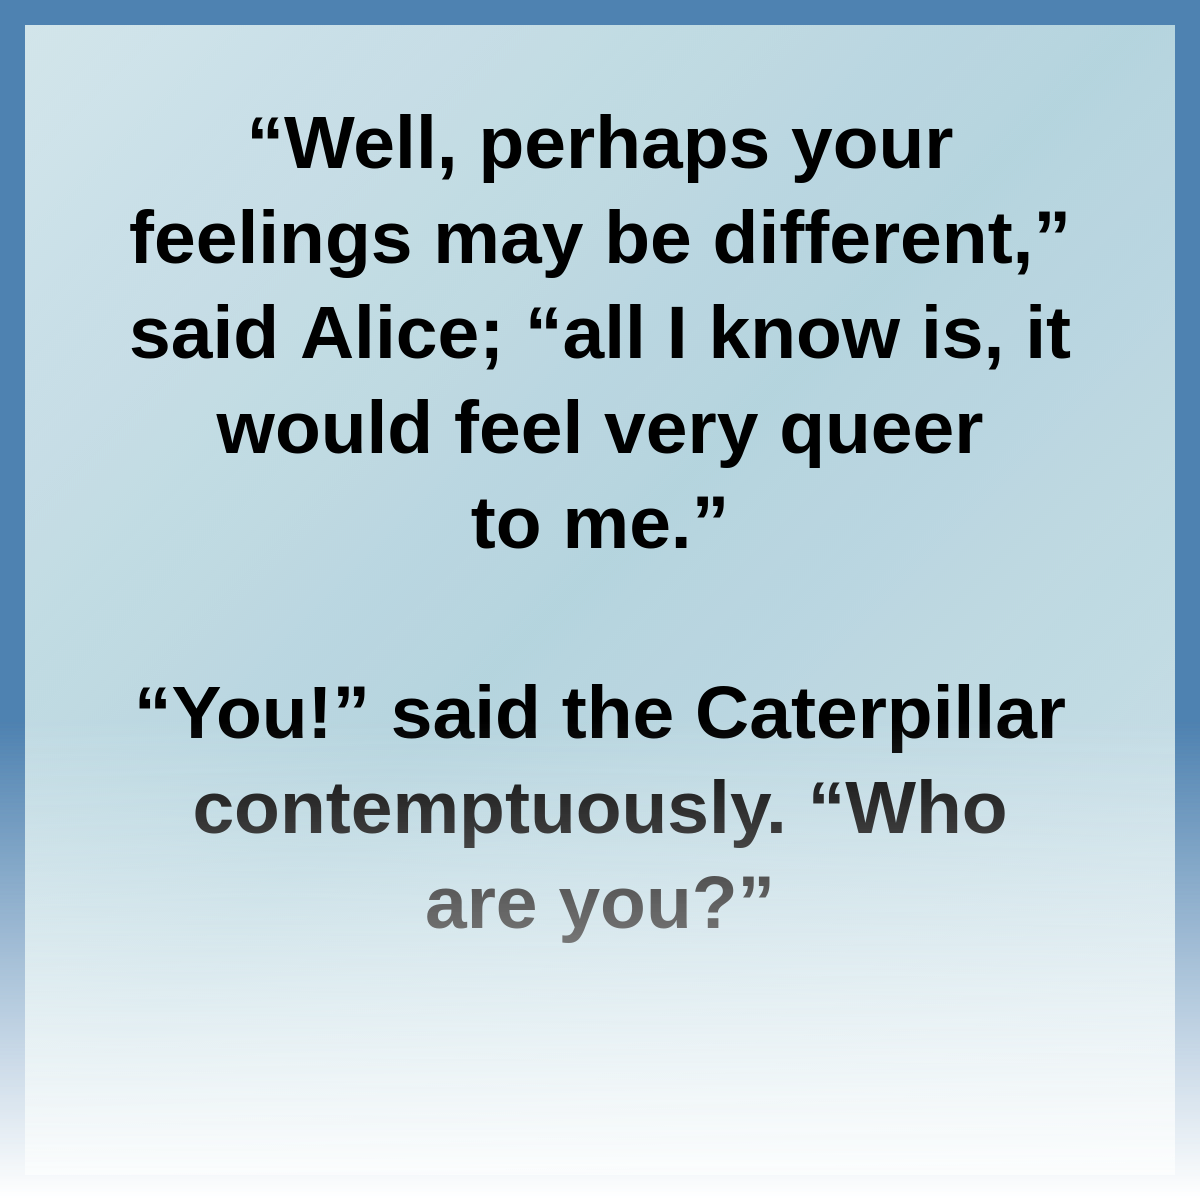 “Well, perhaps your
feelings may be different,”
said Alice; “all I know is, it
would feel very queer
to me.”
“You!” said the Caterpillar
contemptuously. “Who
are you?”